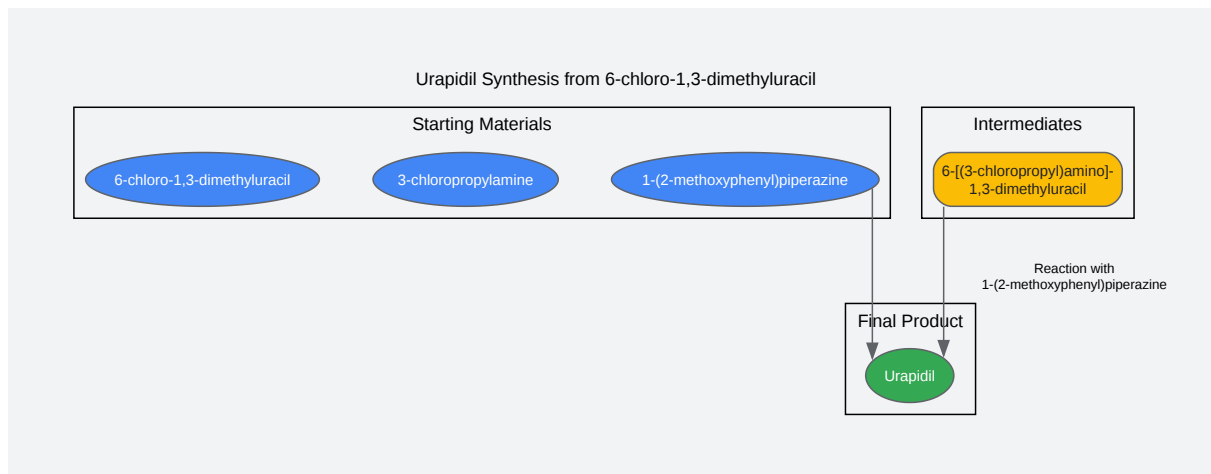 Urapidil Synthesis from 6-chloro-1,3-dimethyluracil
Starting Materials
6-chloro-1,3-dimethyluracil
3-chloropropylamine
1-(2-methoxyphenyl)piperazine
Intermediates
6-[(3-chloropropyl)amino]-
1,3-dimethyluracil
Reaction with
1-(2-methoxyphenyl)piperazine
Final Product
Urapidil